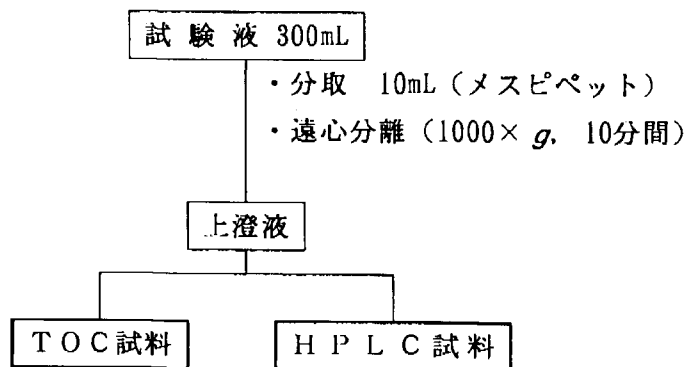 試 験 液 300mL
・分取 10mL（メスピペット）
・遠心分離（1000× g, 10分間）
上澄液
ＴＯＣ試料
ＨＰＬＣ試料